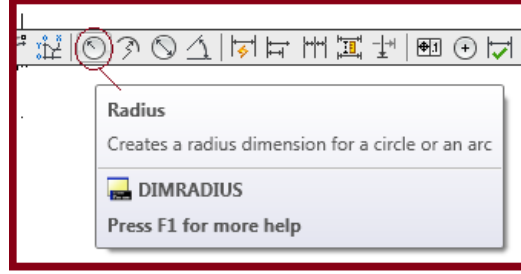 Radius
Creates a radius dimension for a circle or an arc
DIMRADIUS
Press F1 for more help